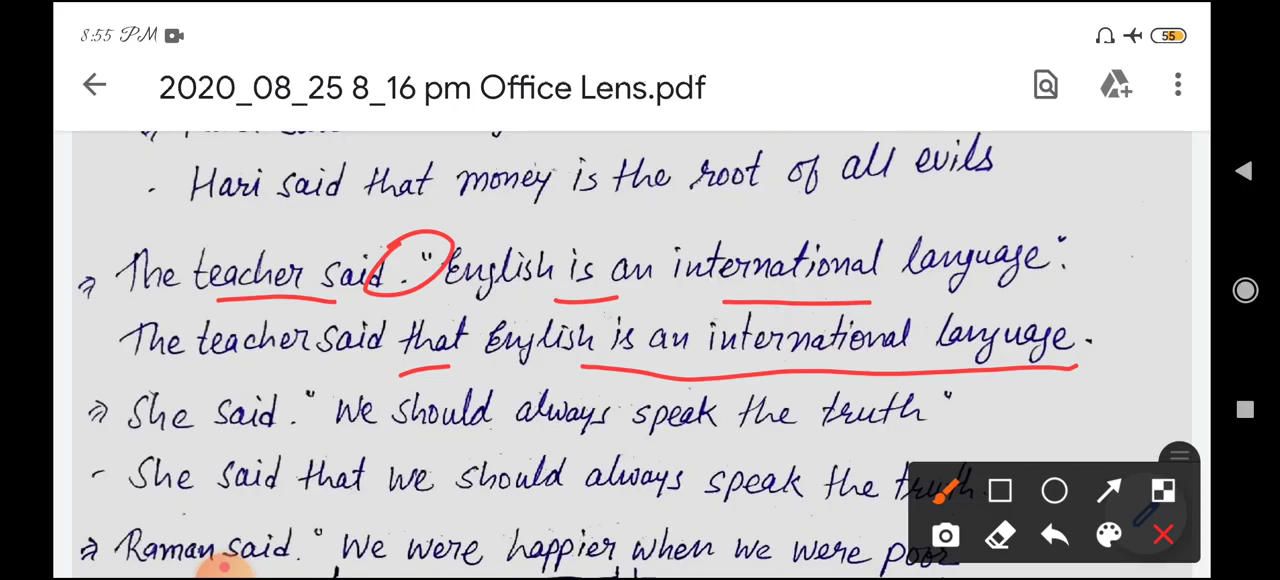 8:55 PM
55
2020_08_25 8_16 pm Office Lens.pdf
. Hari said that money is the root of all evils
⇒ The teacher said. "English is an international language".
The teacher said that English is an international language.
⇒ She said. " We should always speak the truth "
- She said that we should always speak the truth.
⇒ Raman said. " We were happier when we were poor